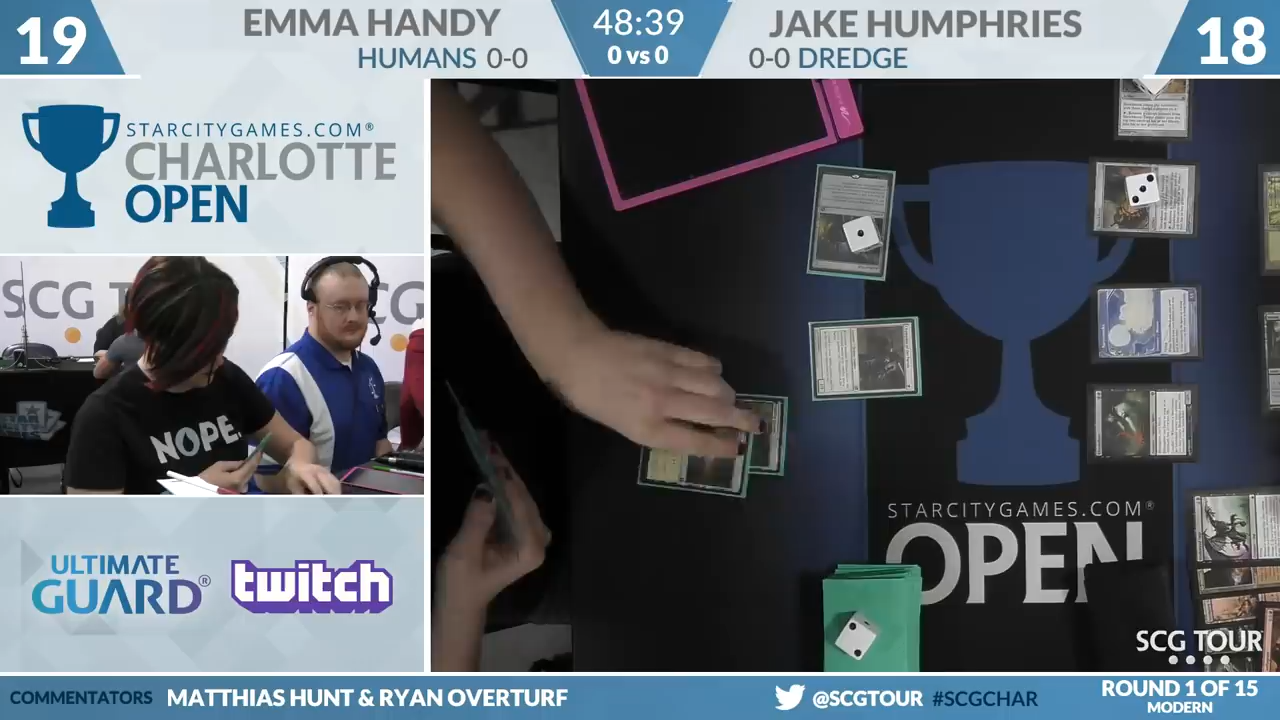 19
EMMA HANDY
HUMANS 0-0
48:39
0 vs 0
JAKE HUMPHRIES
0-0 DREDGE
18
STARCITYGAMES.COM®
CHARLOTTE
OPEN
SCG T
CG
NOPE.
ULTIMATE
GUARD®
twitch
STARCITYGAMES.COM®
OPEN
SCG TOUR
COMMENTATORS MATTHIAS HUNT & RYAN OVERTURF
@SCGTOUR #SCGCHAR
ROUND 1 OF 15
MODERN